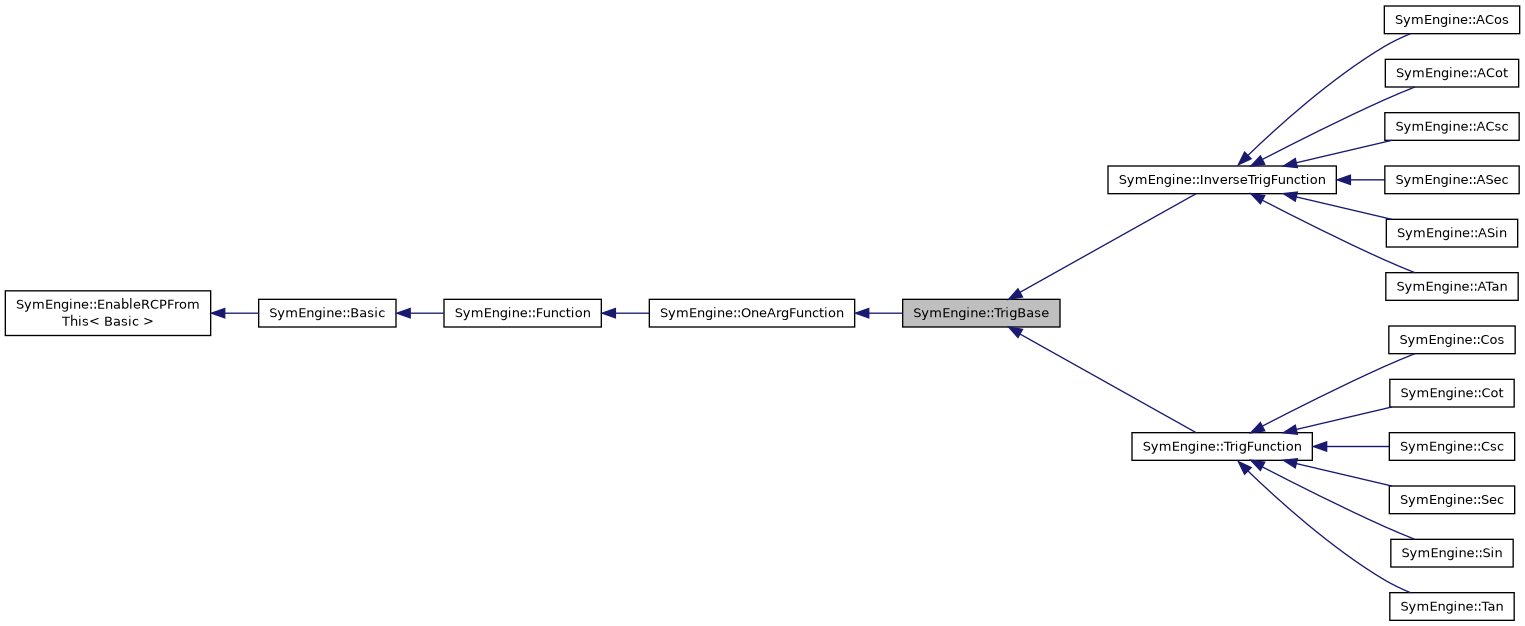 SymEngine::ACos
SymEngine::ACot
SymEngine::ACsc
SymEngine::InverseTrigFunction
SymEngine::ASec
SymEngine::ASin
SymEngine::ATan
SymEngine::EnableRCPFrom
This< Basic >
SymEngine::Basic
SymEngine::Function
SymEngine::OneArgFunction
SymEngine::TrigBase
SymEngine::Cos
SymEngine::Cot
SymEngine::TrigFunction
SymEngine::Csc
SymEngine::Sec
SymEngine::Sin
SymEngine::Tan